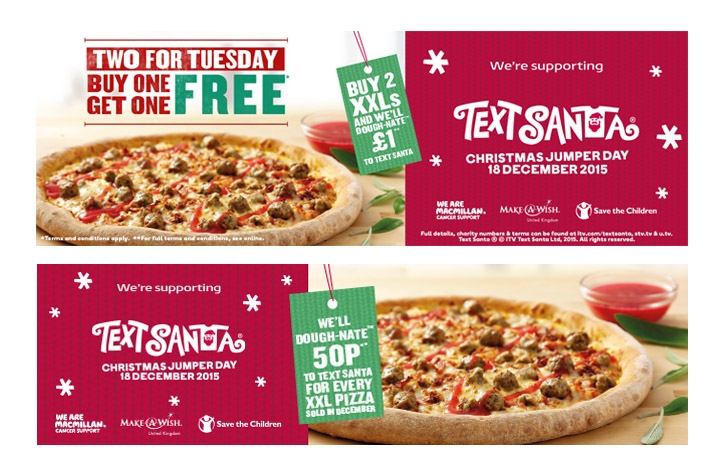 TWO FOR TUESDAY
BUY ONE
GET ONE FREE*
BUY 2
XXLs
AND WE'LL
DOUGH-NATE™
£1**
TO TEXT SANTA
*Terms and conditions apply. **For full terms and conditions, see online.
We're supporting
TEXT SANTA®
CHRISTMAS JUMPER DAY
18 DECEMBER 2015
WE ARE
MACMILLAN.
CANCER SUPPORT
MAKE-A-WISH.
United Kingdom
Save the Children
Full details, charity numbers & terms can be found at itv.com/textsanta, stv.tv & u.tv.
Text Santa ® © ITV Text Santa Ltd, 2015. All rights reserved.
We're supporting
TEXT SANTA®
CHRISTMAS JUMPER DAY
18 DECEMBER 2015
WE ARE
MACMILLAN.
CANCER SUPPORT
MAKE-A-WISH.
United Kingdom
Save the Children
WE'LL
DOUGH-NATE™
50P**
TO TEXT SANTA
FOR EVERY
XXL PIZZA
SOLD IN DECEMBER